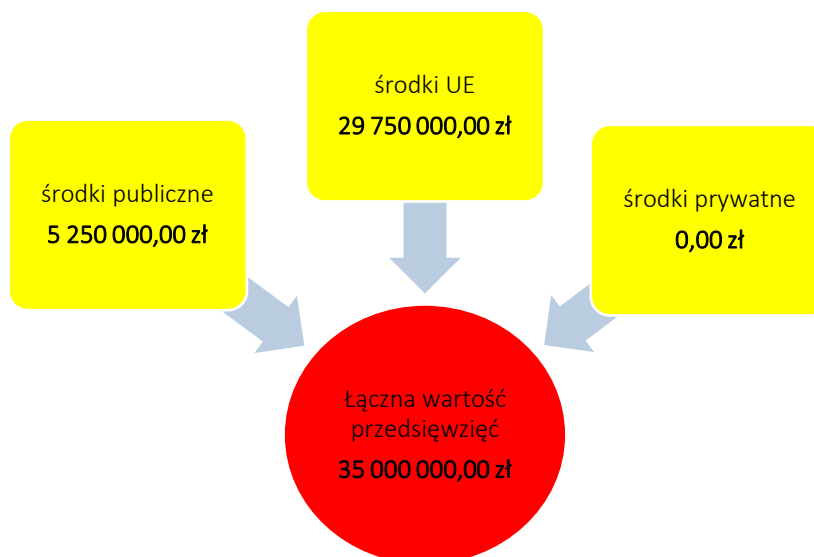 środki UE
29 750 000,00 zł
środki publiczne
5 250 000,00 zł
środki prywatne
0,00 zł
Łączna wartość
przedsięwzięć
35 000 000,00 zł